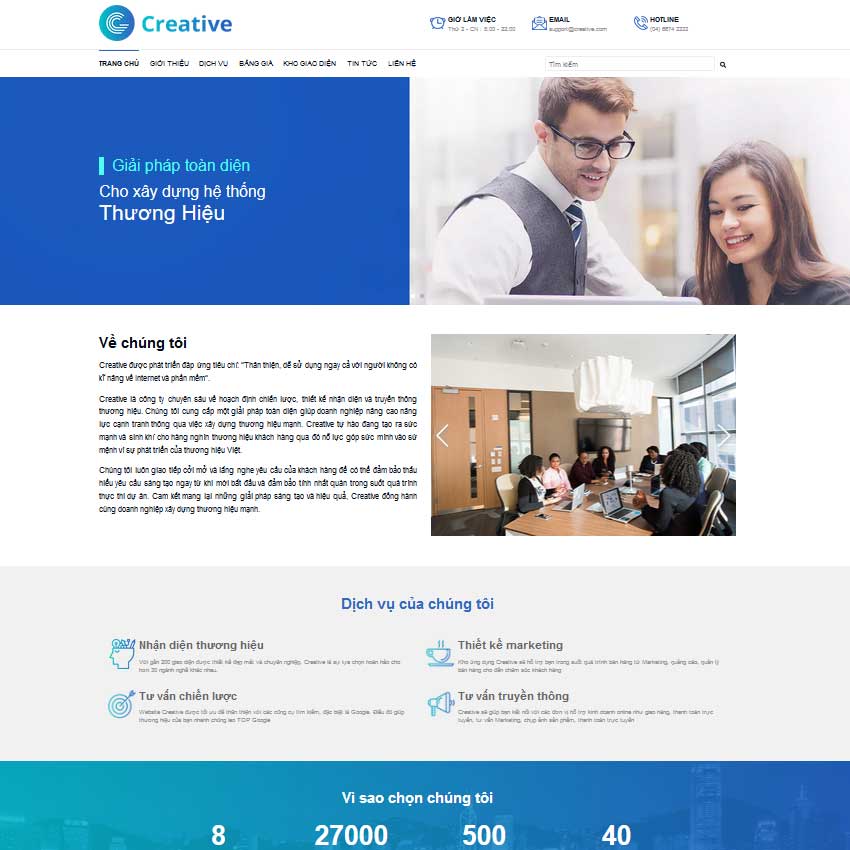 Creative
GIỜ LÀM VIỆC
Thứ 2 - CN : 8:00 - 22:00
EMAIL
support@creative.com
HOTLINE
(04) 6674 2332
TRANG CHỦ GIỚI THIỆU DỊCH VỤ BẢNG GIÁ KHO GIAO DIỆN TIN TỨC LIÊN HỆ
Tìm kiếm
Giải pháp toàn diện
Cho xây dựng hệ thống
Thương Hiệu
Về chúng tôi
Creative được phát triển đáp ứng tiêu chí: "Thân thiện, dễ sử dụng ngay cả với người không có
kĩ năng về internet và phần mềm".
Creative là công ty chuyên sâu về hoạch định chiến lược, thiết kế nhận diện và truyền thông
thương hiệu. Chúng tôi cung cấp một giải pháp toàn diện giúp doanh nghiệp nâng cao năng
lực cạnh tranh thông qua việc xây dựng thương hiệu mạnh. Creative tự hào đang tạo ra sức
mạnh và sinh khí cho hàng nghìn thương hiệu khách hàng qua đó nỗ lực góp sức mình vào sứ
mệnh vì sự phát triển của thương hiệu Việt.
Chúng tôi luôn giao tiếp cởi mở và lắng nghe yêu cầu của khách hàng để có thể đảm bảo thấu
hiểu yêu cầu sáng tạo ngay từ khi mới bắt đầu và đảm bảo tính nhất quán trong suốt quá trình
thực thi dự án. Cam kết mang lại những giải pháp sáng tạo và hiệu quả, Creative đồng hành
cùng doanh nghiệp xây dựng thương hiệu mạnh.
Dịch vụ của chúng tôi
Nhận diện thương hiệu
Với gần 200 giao diện được thiết kế đẹp mắt và chuyên nghiệp, Creative là sự lựa chọn hoàn hảo cho
hơn 30 ngành nghề khác nhau.
Thiết kế marketing
Kho ứng dụng Creative sẽ hỗ trợ bạn trong suốt quá trình bán hàng từ Marketing, quảng cáo, quản lý
bán hàng cho đến chăm sóc khách hàng
Tư vấn chiến lược
Website Creative được tối ưu để thân thiện với các công cụ tìm kiếm, đặc biệt là Google. Điều đó giúp
thương hiệu của bạn nhanh chóng leo TOP Google
Tư vấn truyền thông
Creative sẽ giúp bạn kết nối với các đơn vị hỗ trợ kinh doanh online như giao hàng, thanh toán trực
tuyến, tư vấn Marketing, chụp ảnh sản phẩm, thanh toán trực tuyến
Vì sao chọn chúng tôi
8 27000 500 40